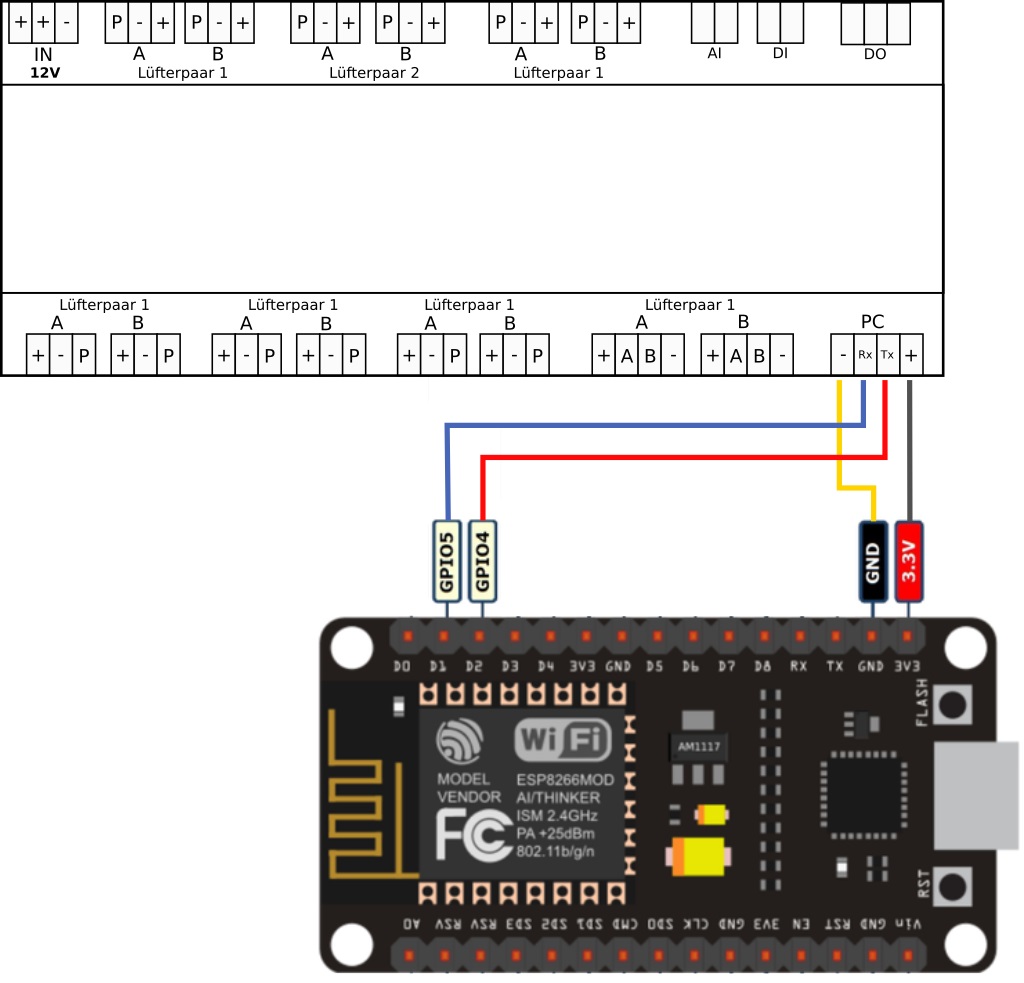 + + - P - + P - + P - + P - + P - + P - +
IN A B A B A B AI DI DO
12V Lüfterpaar 1 Lüfterpaar 2 Lüfterpaar 1
Lüfterpaar 1 Lüfterpaar 1 Lüfterpaar 1 Lüfterpaar 1
A B A B A B A B PC
+ - P + - P + - P + - P + - P + - P + A B - + A B - - Rx Tx +
GPIO5 GPIO4 GND 3.3V
D0 D1 D2 D3 D4 3V3 GND D5 D6 D7 D8 RX TX GND 3V3
FLASH
WiFi
AM1117
MODEL ESP8266MOD
VENDOR AI/THINKER
ISM 2.4GHz
FC PA +25dBm
802.11b/g/n
RST
A0 RSV RSV SD3 SD2 SD1 CMD SD0 CLK GND 3V3 EN RST GND Vin